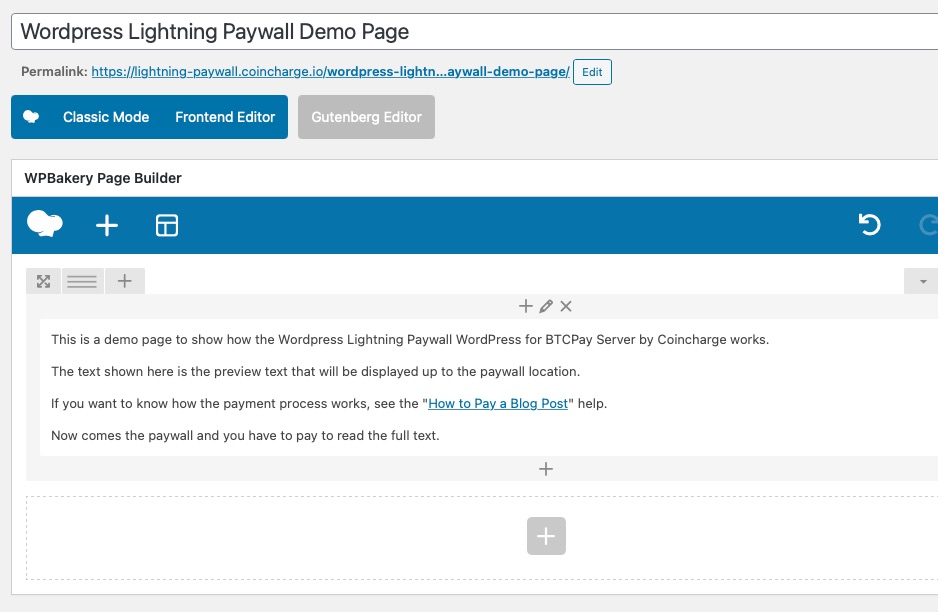 Wordpress Lightning Paywall Demo Page
Permalink: https://lightning-paywall.coincharge.io/wordpress-lightn...aywall-demo-page/ Edit
Classic Mode Frontend Editor Gutenberg Editor
WPBakery Page Builder
This is a demo page to show how the Wordpress Lightning Paywall WordPress for BTCPay Server by Coincharge works.
The text shown here is the preview text that will be displayed up to the paywall location.
If you want to know how the payment process works, see the "How to Pay a Blog Post" help.
Now comes the paywall and you have to pay to read the full text.